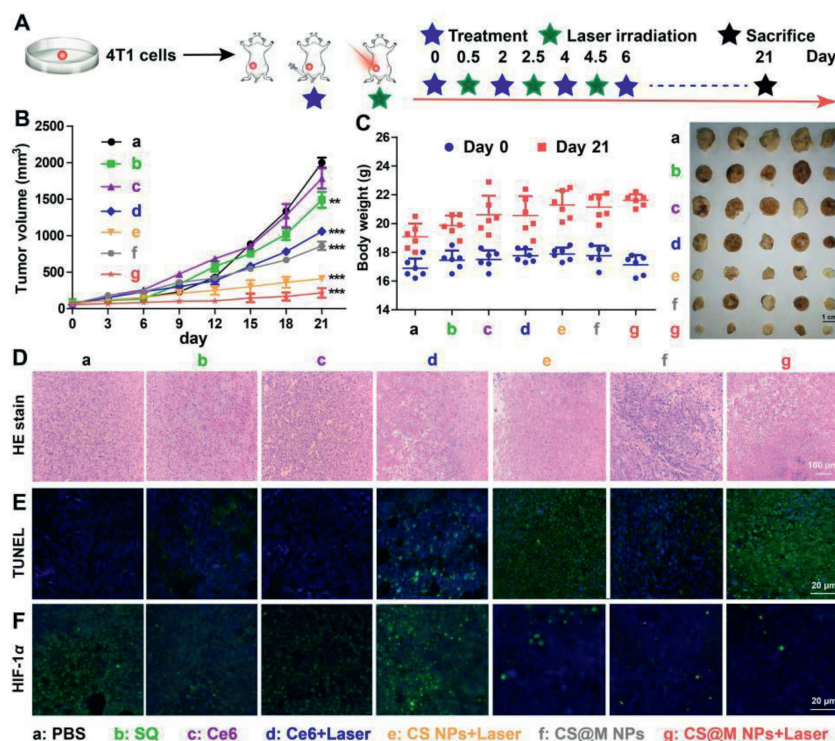 A
4T1 cells
Treatment Laser irradiation Sacrifice
0 0.5 2 2.5 4 4.5 6 21 Day
B
Tumor volume (mm³)
2500
2000
1500
1000
500
0
0 3 6 9 12 15 18 21
day
a
b
c
d
e
f
g
**
***
***
***
***
C
Day 0 Day 21
Body weight (g)
26
24
22
20
18
16
14
a b c d e f g
a
b
c
d
e
f
g
1 cm
D
a b c d e f g
HE stain
100 μm
E
TUNEL
20 μm
F
HIF-1α
20 μm
a: PBS b: SQ c: Ce6 d: Ce6+Laser e: CS NPs+Laser f: CS@M NPs g: CS@M NPs+Laser